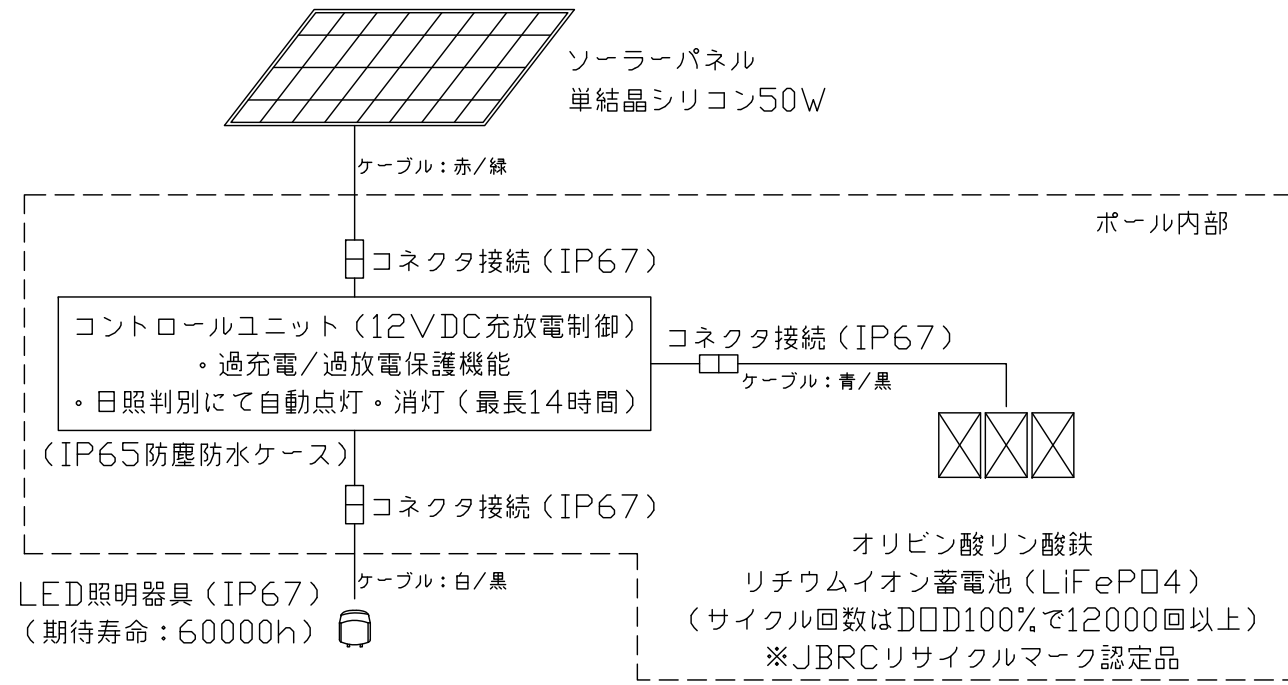 ソーラーパネル
単結晶シリコン50W
ケーブル：赤/緑
ポール内部
コネクタ接続（IP67）
コントロールユニット（12VDC充放電制御）
・過充電/過放電保護機能
・日照判別にて自動点灯・消灯（最長14時間）
コネクタ接続（IP67）
ケーブル：青/黒
（IP65防塵防水ケース）
コネクタ接続（IP67）
ケーブル：白/黒
LED照明器具（IP67）
（期待寿命：60000h）
オリビン酸リン酸鉄
リチウムイオン蓄電池（LiFePO4）
（サイクル回数はDOD100%で12000回以上）
※JBRCリサイクルマーク認定品